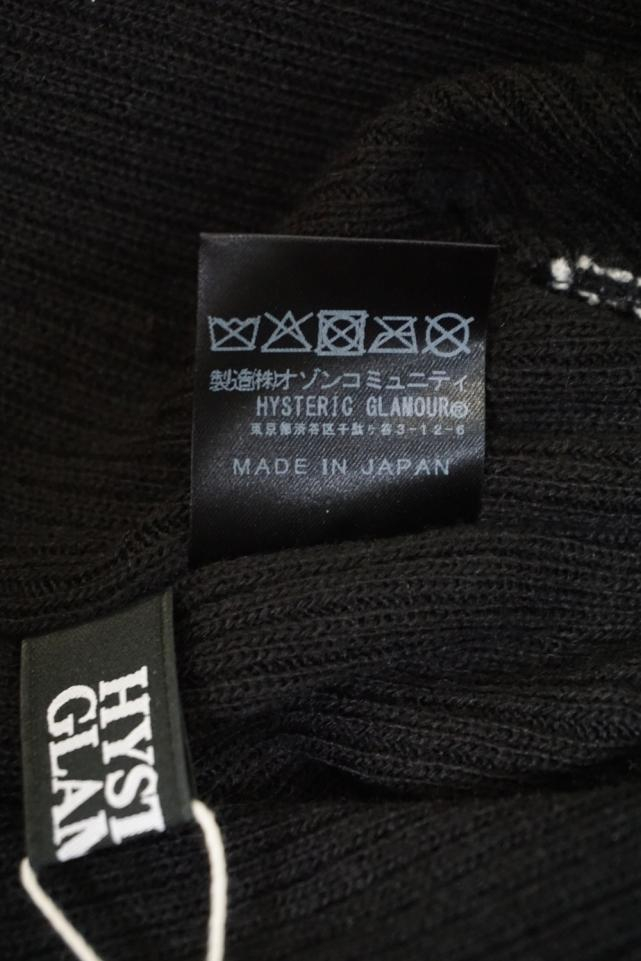 製造(株)オゾンコミュニティ
HYSTERIC GLAMOUR®
東京都渋谷区千駄ヶ谷3-12-6
MADE IN JAPAN
HYST
GLAM